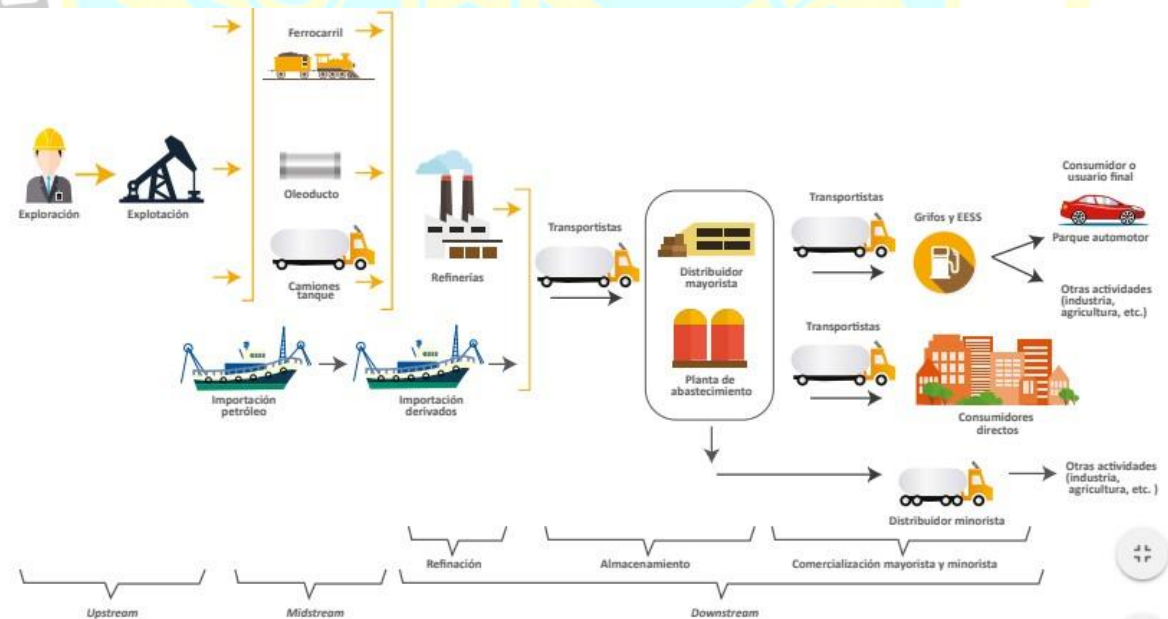 Ferrocarril
Exploración
Explotación
Oleoducto
Camiones
tanque
Importación
petróleo
Importación
derivados
Refinerías
Transportistas
Distribuidor
mayorista
Planta de
abastecimiento
Transportistas
Grifos y EESS
Consumidor o
usuario final
Parque automotor
Otras actividades
(industria,
agricultura, etc.)
Transportistas
Consumidores
directos
Distribuidor minorista
Otras actividades
(industria,
agricultura, etc. )
Refinación
Almacenamiento
Comercialización mayorista y minorista
Upstream
Midstream
Downstream